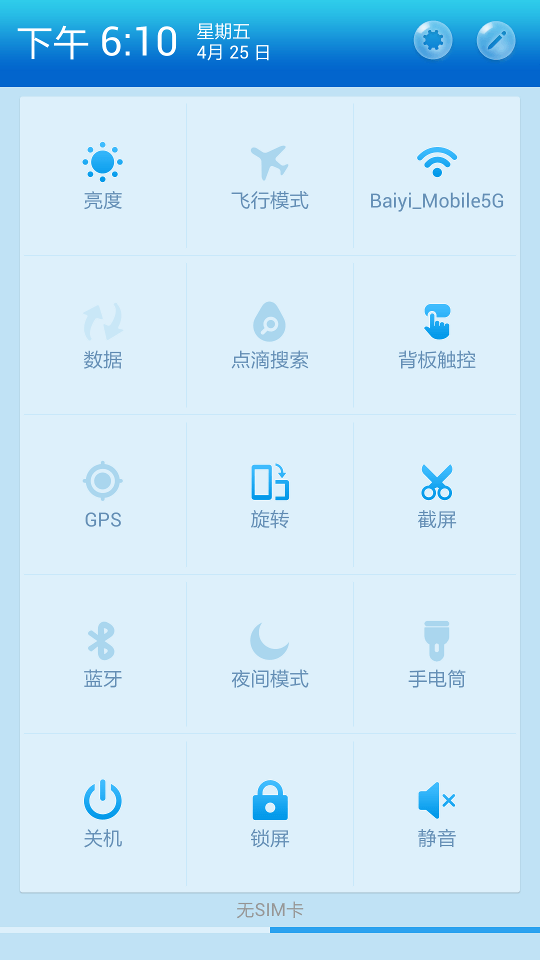 下午 6:10
星期五
4月 25 日
亮度
飞行模式
Baiyi_Mobile5G
数据
点滴搜索
背板触控
GPS
旋转
截屏
蓝牙
夜间模式
手电筒
关机
锁屏
静音
无SIM卡